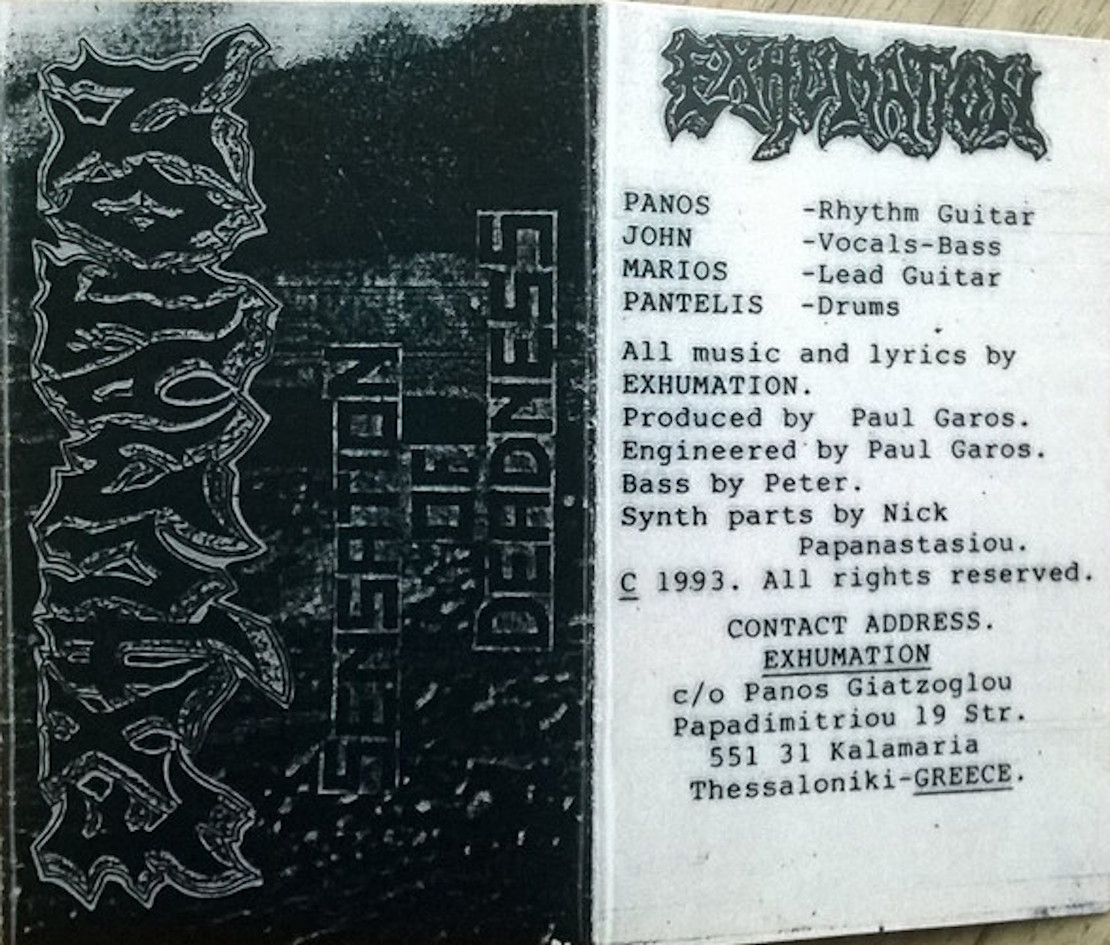 EXHUMATION
SENSATION
OF
DEADNESS
EXHUMATION
PANOS -Rhythm Guitar
JOHN -Vocals-Bass
MARIOS -Lead Guitar
PANTELIS -Drums
All music and lyrics by
EXHUMATION.
Produced by Paul Garos.
Engineered by Paul Garos.
Bass by Peter.
Synth parts by Nick
Papanastasiou.
C 1993. All rights reserved.
CONTACT ADDRESS.
EXHUMATION
c/o Panos Giatzoglou
Papadimitriou 19 Str.
551 31 Kalamaria
Thessaloniki-GREECE.